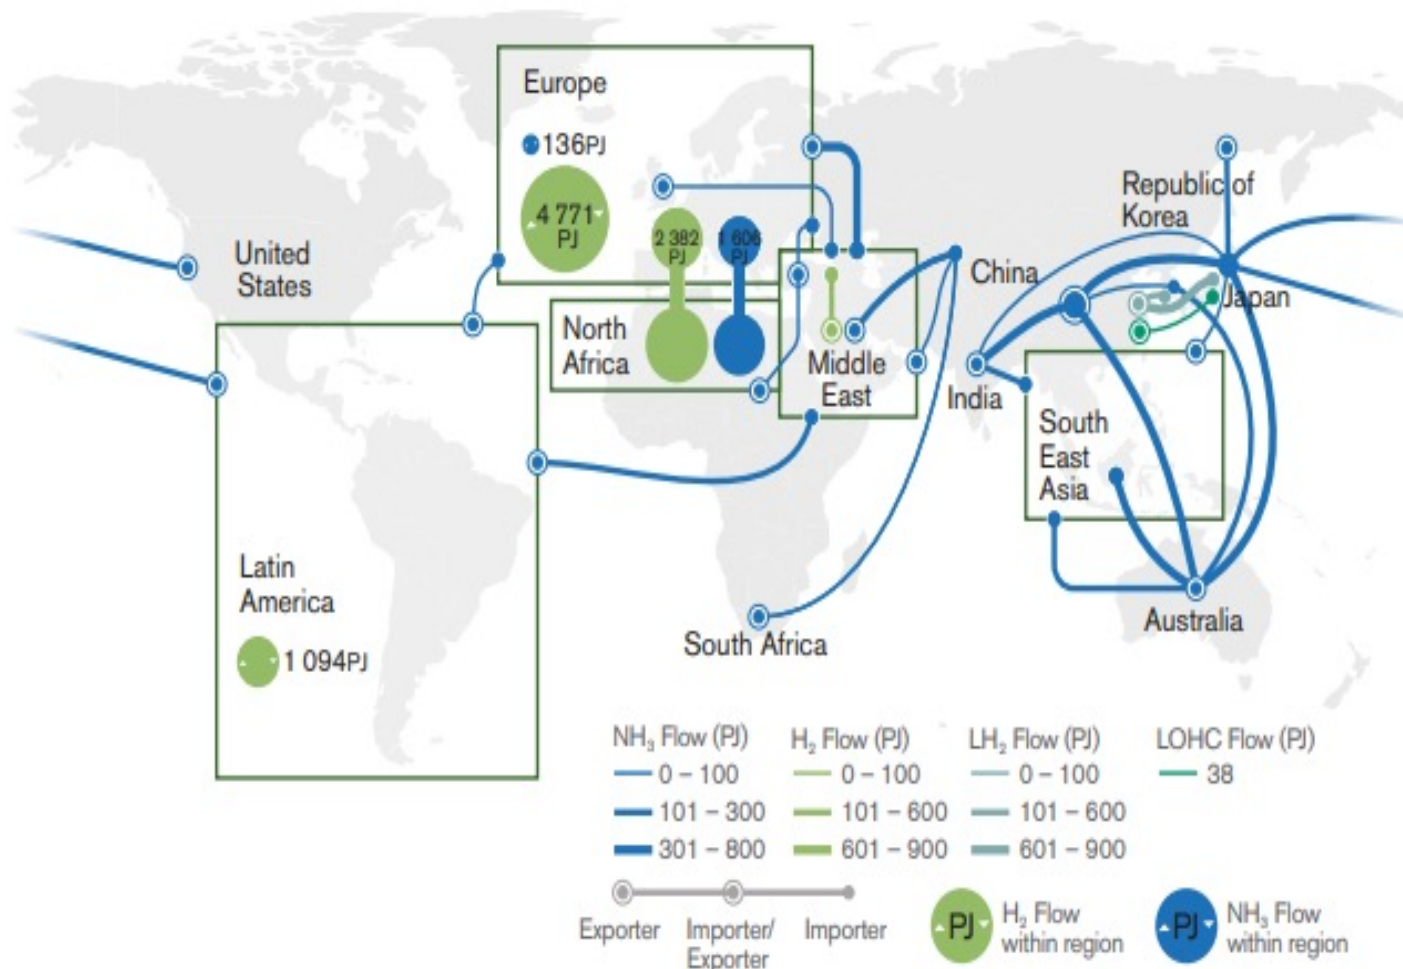 Europe
136PJ
4 771
PJ
2 382
PJ
1 606
PJ
United
States
North
Africa
Middle
East
China
India
Republic of
Korea
Japan
South
East
Asia
Australia
South Africa
Latin
America
1 094PJ
NH₃ Flow (PJ)
0 – 100
101 – 300
301 – 800
H₂ Flow (PJ)
0 – 100
101 – 600
601 – 900
LH₂ Flow (PJ)
0 – 100
101 – 600
601 – 900
LOHC Flow (PJ)
38
Exporter
Importer/
Exporter
Importer
PJ
H₂ Flow
within region
PJ
NH₃ Flow
within region